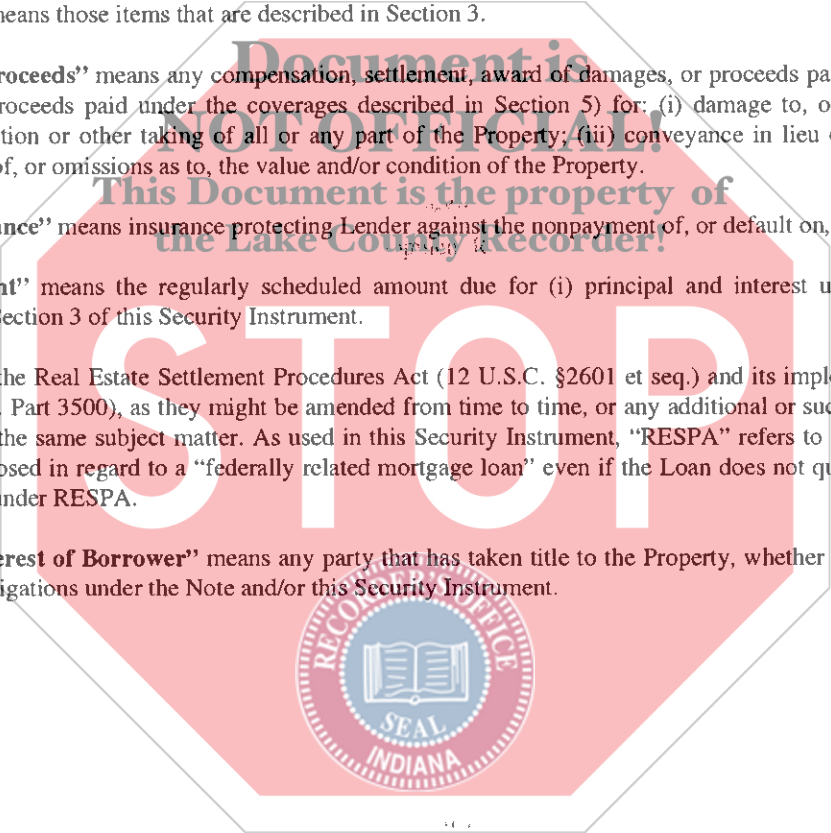 neans those items that are described in Section 3.
Document is
roceeds” means any compensation, settlement, award of damages, or proceeds pa
roceeds paid under the coverages described in Section 5) for: (i) damage to, o
NOT OFFICIAL!
tion or other taking of all or any part of the Property; (iii) conveyance in lieu
of, or omissions as to, the value and/or condition of the Property.
This Document is the property of
ance” means insurance protecting Lender against the nonpayment of, or default on,
the Lake County Recorder!
nt” means the regularly scheduled amount due for (i) principal and interest u
Section 3 of this Security Instrument.
STOP
the Real Estate Settlement Procedures Act (12 U.S.C. §2601 et seq.) and its impl
. Part 3500), as they might be amended from time to time, or any additional or suc
the same subject matter. As used in this Security Instrument, “RESPA” refers to
osed in regard to a “federally related mortgage loan” even if the Loan does not qu
under RESPA.
erest of Borrower” means any party that has taken title to the Property, whether
igations under the Note and/or this Security Instrument.
RECORDER'S OFFICE
SEAL
INDIANA